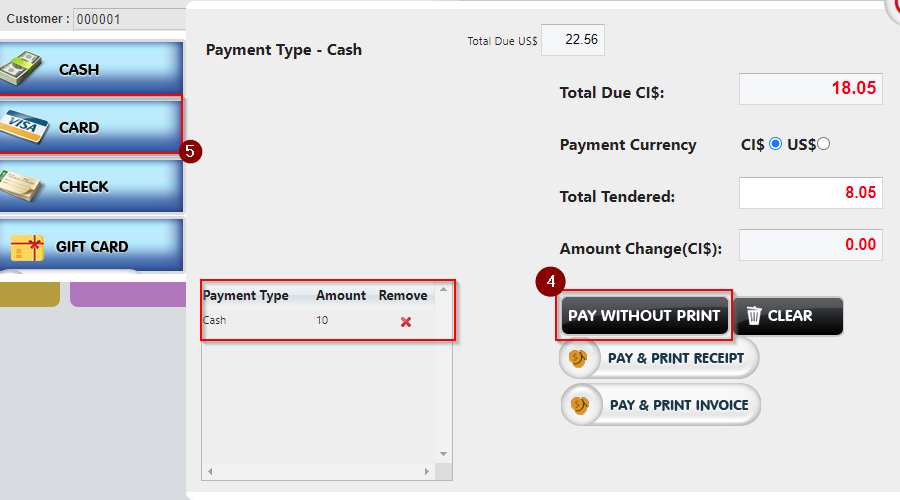 Customer : 000001
CASH
VISA
CARD
5
CHECK
GIFT CARD
Payment Type - Cash
Total Due US$ 22.56
Total Due CI$: 18.05
Payment Currency CI$ US$
Total Tendered: 8.05
Amount Change(CI$): 0.00
Payment Type Amount Remove
Cash 10
4
PAY WITHOUT PRINT CLEAR
PAY & PRINT RECEIPT
PAY & PRINT INVOICE